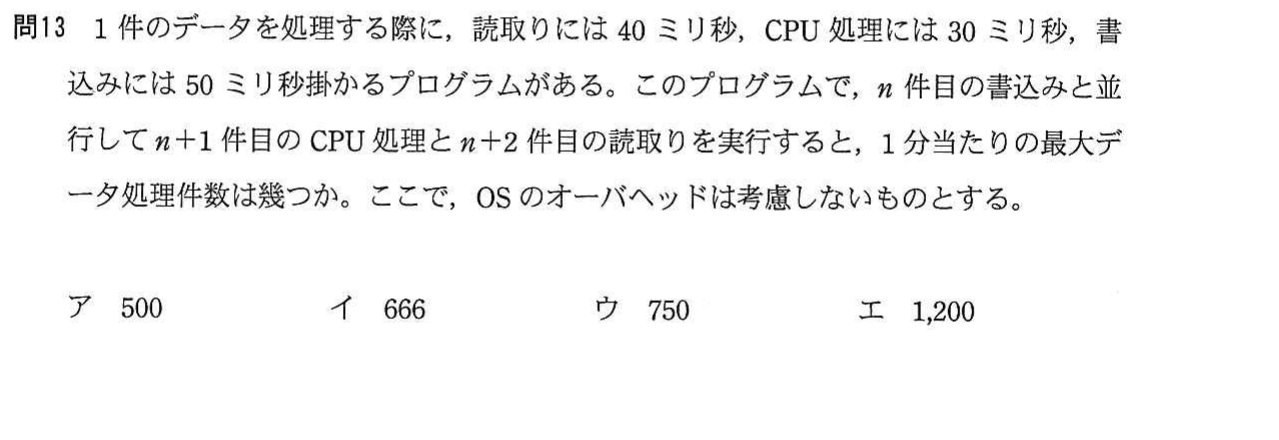 問13 1 件のデータを処理する際に，読取りには 40 ミリ秒，CPU 処理には 30 ミリ秒，書
込みには 50 ミリ秒掛かるプログラムがある。このプログラムで，n 件目の書込みと並
行して n＋1 件目の CPU 処理と n＋2 件目の読取りを実行すると，1 分当たりの最大デ
ータ処理件数は幾つか。ここで，OS のオーバヘッドは考慮しないものとする。
ア 500 イ 666 ウ 750 エ 1,200